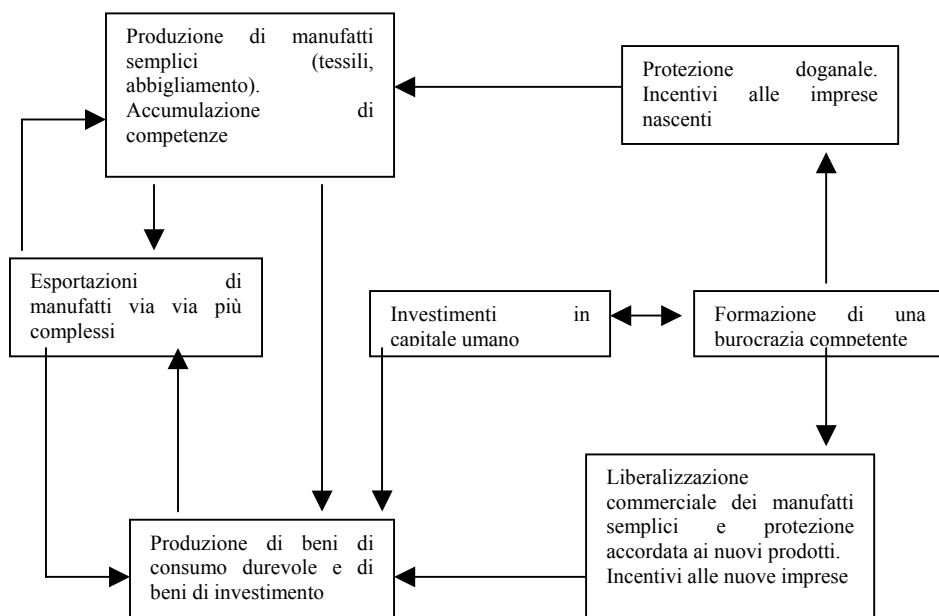 Produzione di manufatti
semplici (tessili,
abbigliamento).
Accumulazione di
competenze
Protezione doganale.
Incentivi alle imprese
nascenti
Esportazioni di
manufatti via via più
complessi
Investimenti in
capitale umano
Formazione di una
burocrazia competente
Liberalizzazione
commerciale dei manufatti
semplici e protezione
accordata ai nuovi prodotti.
Incentivi alle nuove imprese
Produzione di beni di
consumo durevole e di
beni di investimento